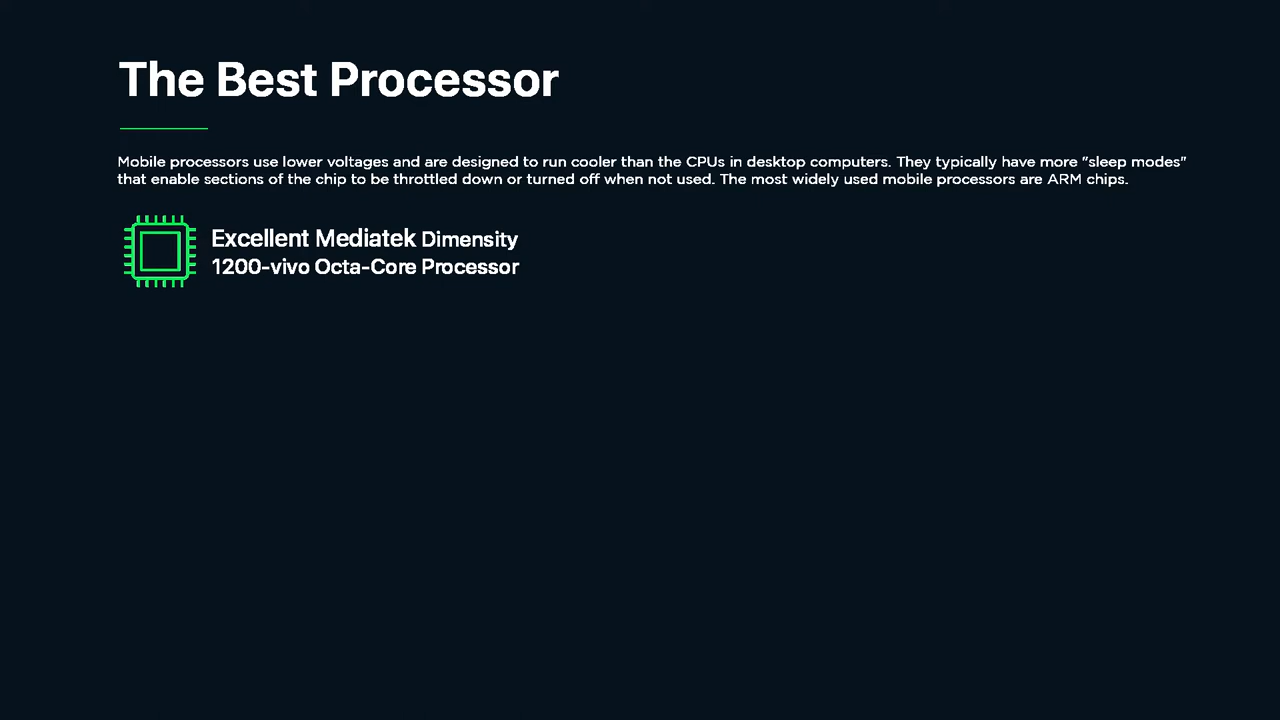 The Best Processor
Mobile processors use lower voltages and are designed to run cooler than the CPUs in desktop computers. They typically have more "sleep modes"
that enable sections of the chip to be throttled down or turned off when not used. The most widely used mobile processors are ARM chips.
Excellent Mediatek Dimensity
1200-vivo Octa-Core Processor